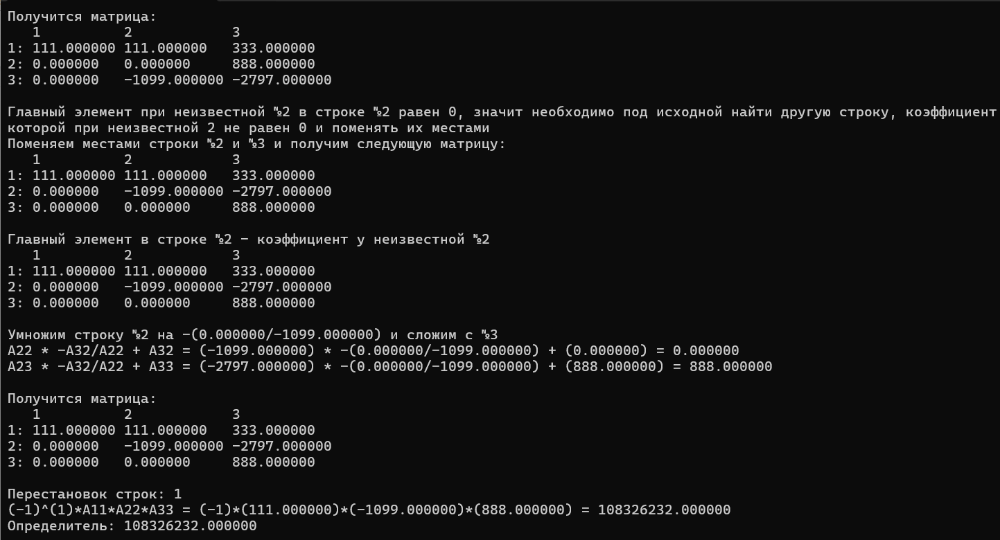 Получится матрица:
1 2 3
1: 111.000000 111.000000 333.000000
2: 0.000000 0.000000 888.000000
3: 0.000000 -1099.000000 -2797.000000
Главный элемент при неизвестной №2 в строке №2 равен 0, значит необходимо под исходной найти другую строку, коэффициент
которой при неизвестной 2 не равен 0 и поменять их местами
Поменяем местами строки №2 и №3 и получим следующую матрицу:
1 2 3
1: 111.000000 111.000000 333.000000
2: 0.000000 -1099.000000 -2797.000000
3: 0.000000 0.000000 888.000000
Главный элемент в строке №2 - коэффициент у неизвестной №2
1 2 3
1: 111.000000 111.000000 333.000000
2: 0.000000 -1099.000000 -2797.000000
3: 0.000000 0.000000 888.000000
Умножим строку №2 на -(0.000000/-1099.000000) и сложим с №3
A22 * -A32/A22 + A32 = (-1099.000000) * -(0.000000/-1099.000000) + (0.000000) = 0.000000
A23 * -A32/A22 + A33 = (-2797.000000) * -(0.000000/-1099.000000) + (888.000000) = 888.000000
Получится матрица:
1 2 3
1: 111.000000 111.000000 333.000000
2: 0.000000 -1099.000000 -2797.000000
3: 0.000000 0.000000 888.000000
Перестановок строк: 1
(-1)^(1)*A11*A22*A33 = (-1)*(111.000000)*(-1099.000000)*(888.000000) = 108326232.000000
Определитель: 108326232.000000